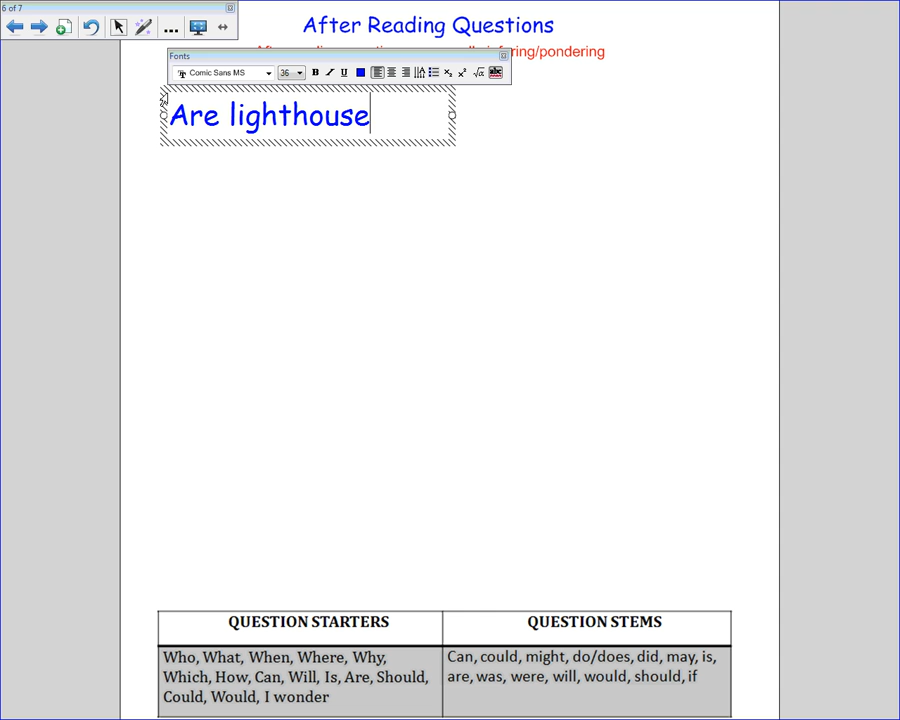 6 of 7
After Reading Questions
Fonts
Comic Sans MS 36 B I U abc
Are lighthouse
QUESTION STARTERS QUESTION STEMS
Who, What, When, Where, Why,
Which, How, Can, Will, Is, Are, Should,
Could, Would, I wonder
Can, could, might, do/does, did, may, is,
are, was, were, will, would, should, if